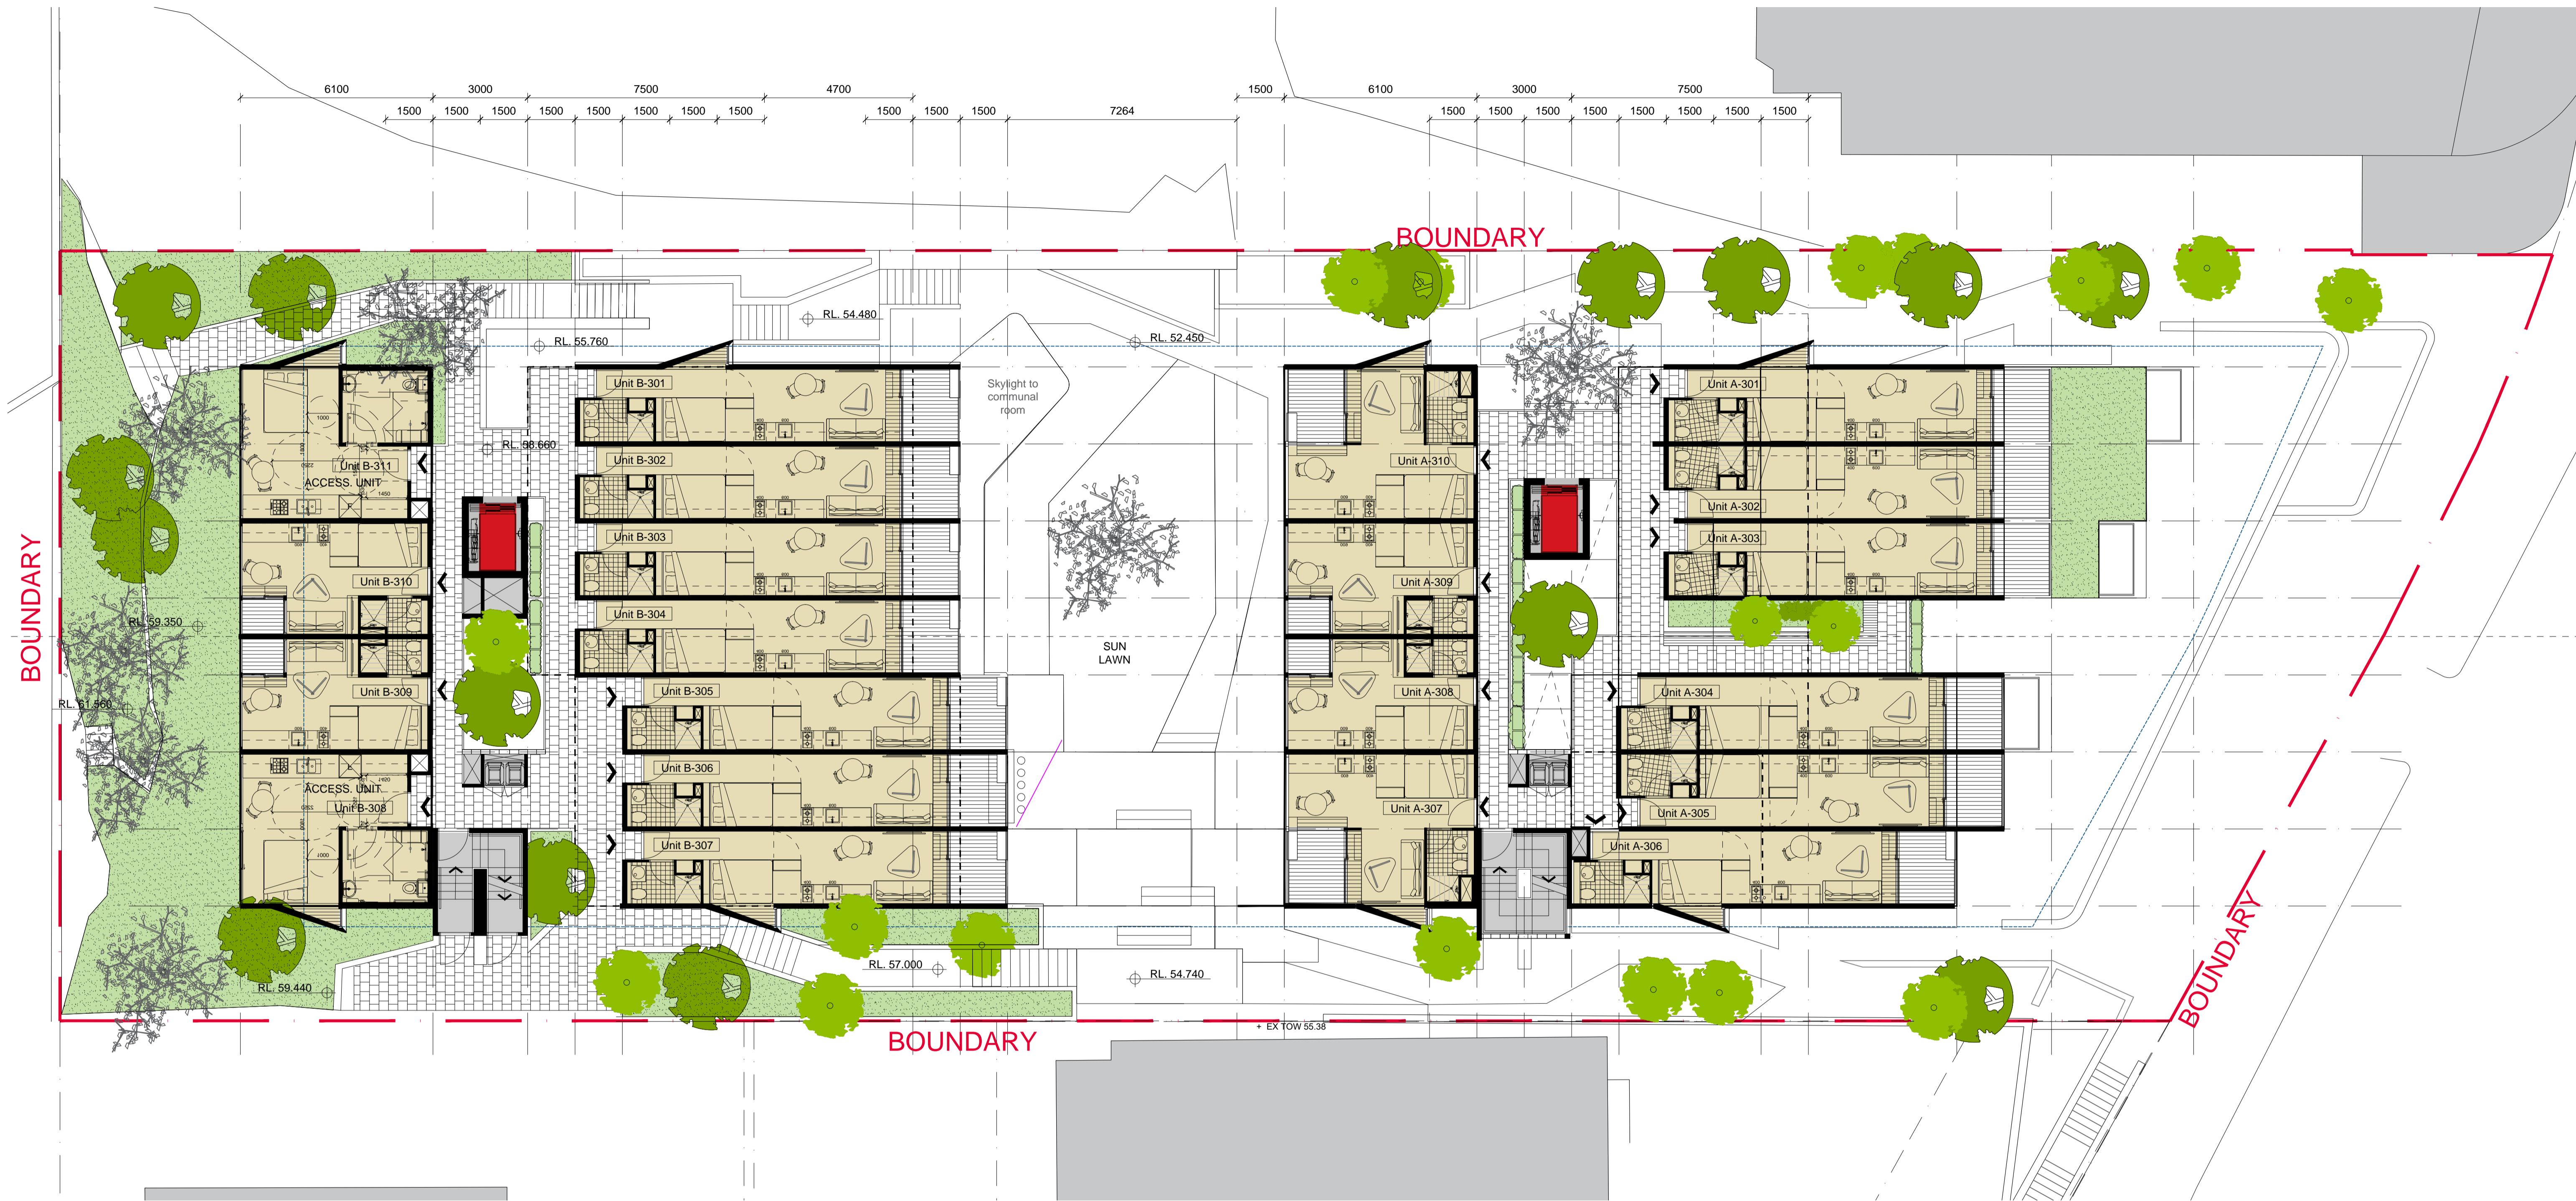 6100 3000 7500 4700 1500 6100 3000 7500
1500 1500 1500 1500 1500 1500 1500 1500 1500 1500 1500 7264 1500 1500 1500 1500 1500 1500 1500 1500
BOUNDARY
RL. 54.480
RL. 55.760
RL. 52.450
Skylight to
communal
room
Unit B-301
Unit A-301
1000
RL. 58.660
Unit B-311
ACCESS. UNIT
1450
Unit B-302
Unit A-310
Unit A-302
Unit B-303
Unit A-303
Unit B-310
Unit A-309
Unit B-304
RL. 59.350
BOUNDARY
SUN
LAWN
Unit B-309
Unit B-305
Unit A-308
Unit A-304
RL. 61.560
Unit B-306
ACCESS. UNIT
Unit B-308
Unit A-307
Unit A-305
Unit B-307
Unit A-306
1000
RL. 57.000
RL. 54.740
RL. 59.440
BOUNDARY
+ EX TOW 55.38
BOUNDARY